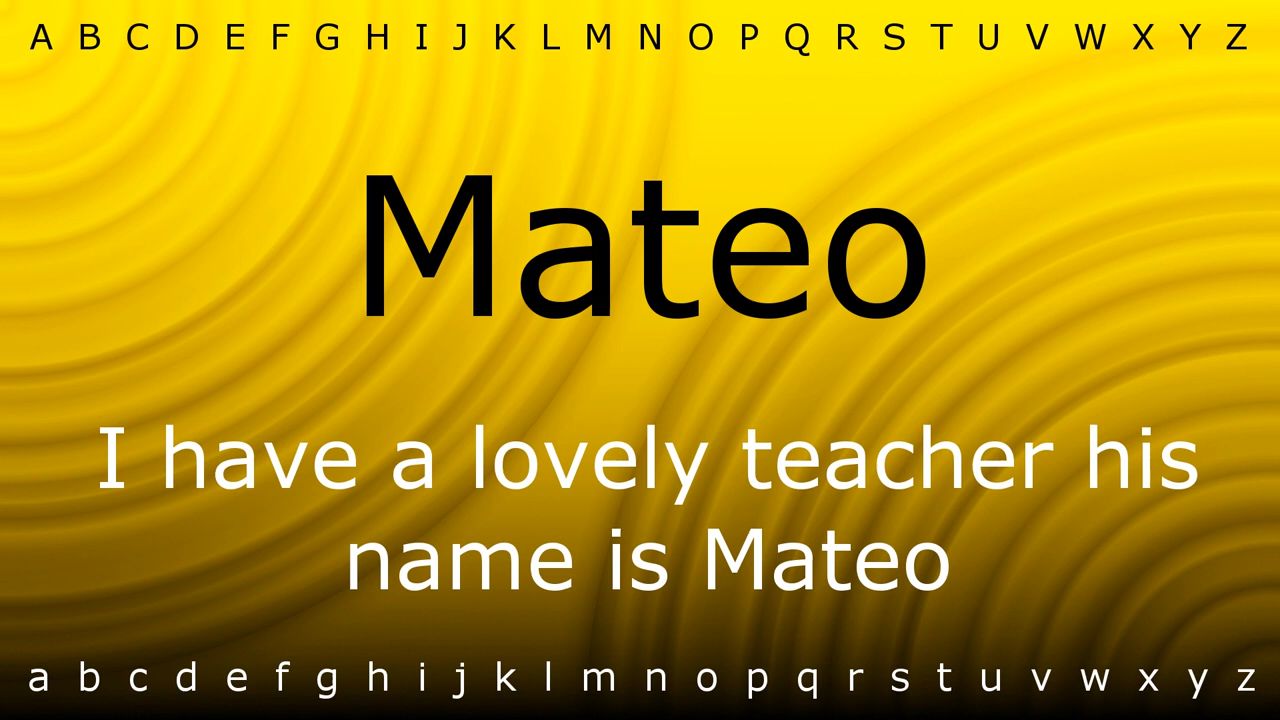 A B C D E F G H I J K L M N O P Q R S T U V W X Y Z
Mateo
I have a lovely teacher his
name is Mateo
a b c d e f g h i j k l m n o p q r s t u v w x y z